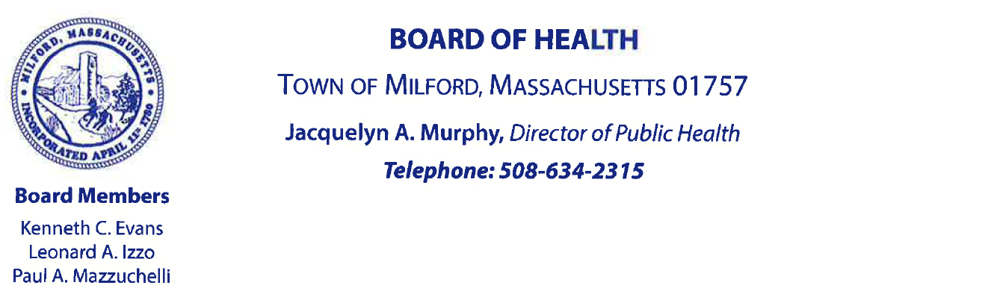 MILFORD, MASSACHUSETTS
INCORPORATED APRIL 11th 1780
BOARD OF HEALTH
TOWN OF MILFORD, MASSACHUSETTS 01757
Jacquelyn A. Murphy, Director of Public Health
Telephone: 508-634-2315
Board Members
Kenneth C. Evans
Leonard A. Izzo
Paul A. Mazzuchelli